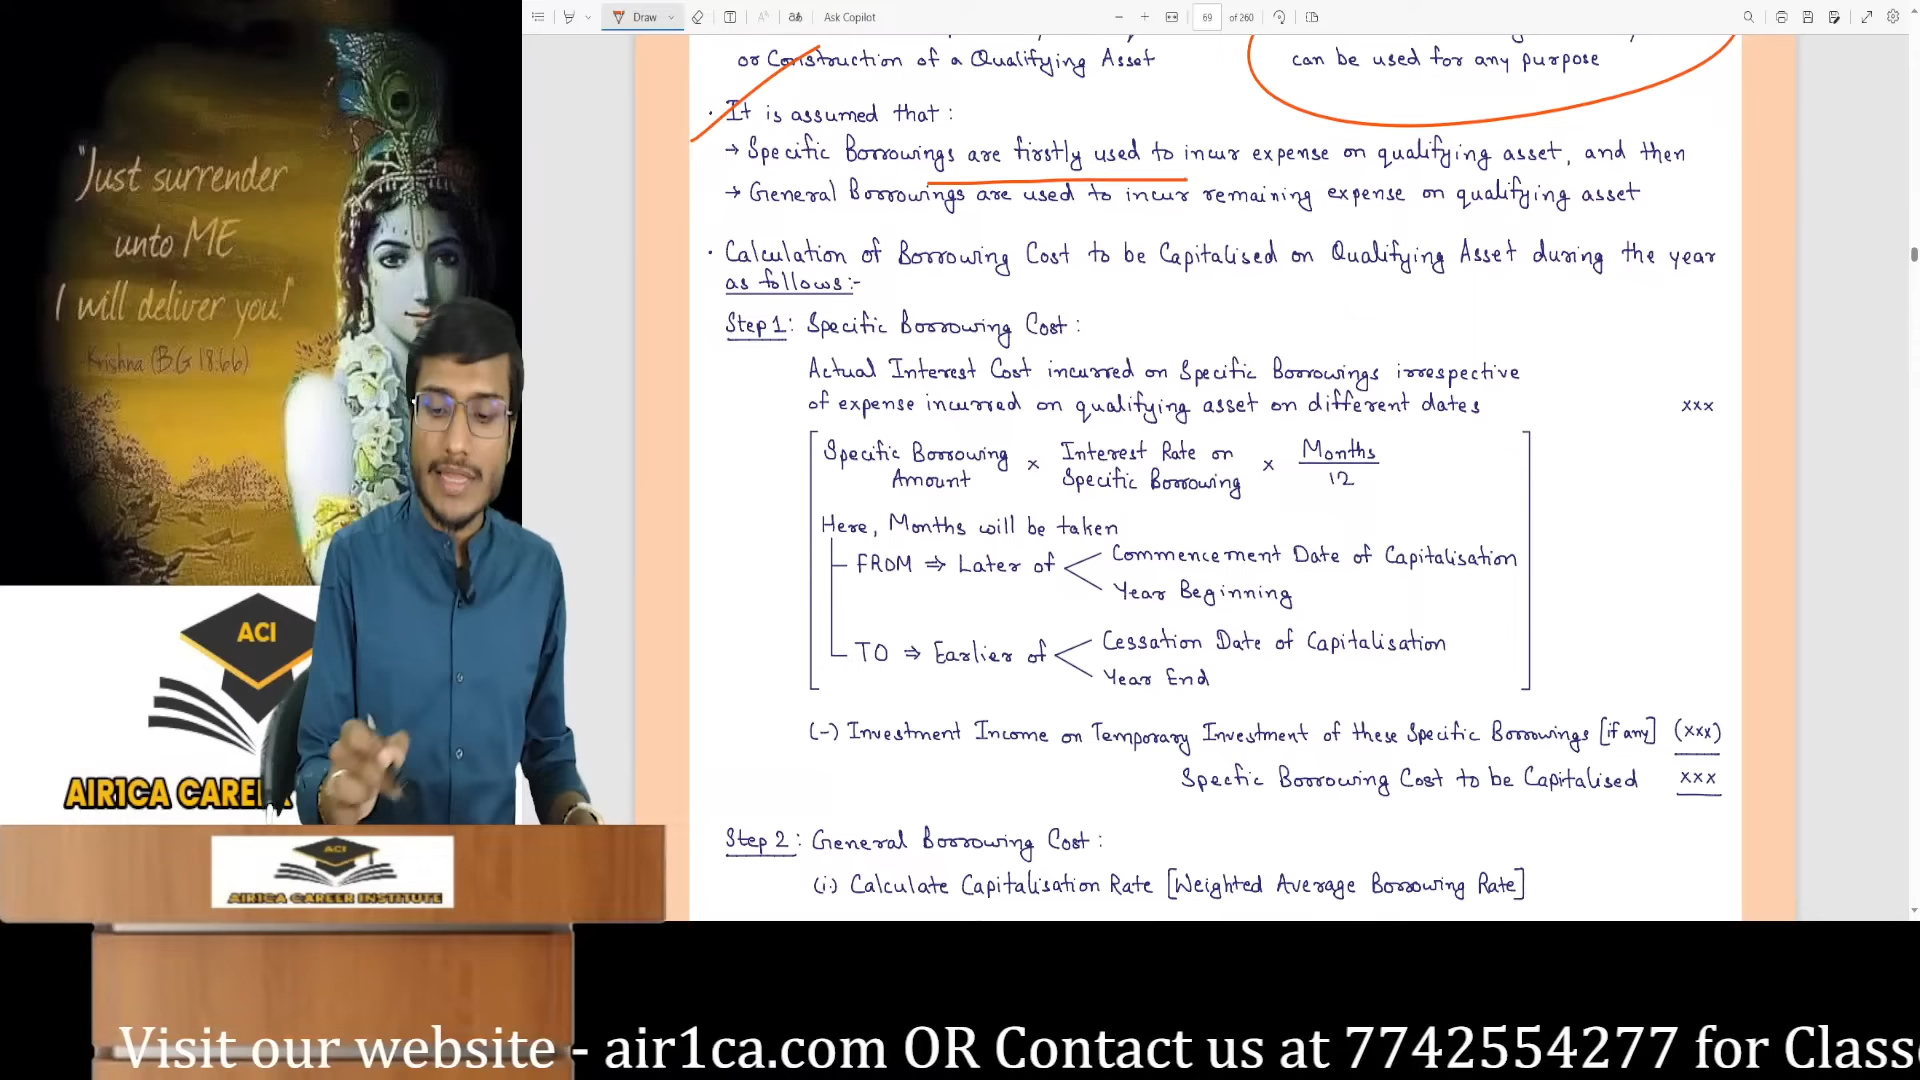 Draw
Ask Copilot
69 of 260
or Construction of a Qualifying Asset
can be used for any purpose
· It is assumed that :
→ Specific Borrowings are firstly used to incur expense on qualifying asset, and then
→ General Borrowings are used to incur remaining expense on qualifying asset
· Calculation of Borrowing Cost to be Capitalised on Qualifying Asset during the year
as follows :-
Step 1 : Specific Borrowing Cost :
Actual Interest Cost incurred on Specific Borrowings irrespective
of expense incurred on qualifying asset on different dates xxx
Specific Borrowing × Interest Rate on × Months
Amount Specific Borrowing 12
Here, Months will be taken
FROM ⇒ Later of
Commencement Date of Capitalisation
Year Beginning
TO ⇒ Earlier of
Cessation Date of Capitalisation
Year End
(-) Investment Income on Temporary Investment of these Specific Borrowings [if any] (xxx)
Specfic Borrowing Cost to be Capitalised xxx
Step 2 : General Borrowing Cost :
(i) Calculate Capitalisation Rate [Weighted Average Borrowing Rate]
"Just surrender
unto ME
I will deliver you!"
Krishna (B.G 18:66)
ACI
AIR1CA CAREE
ACI
AIR1CA CAREER INSTITUTE
Visit our website - air1ca.com OR Contact us at 7742554277 for Class